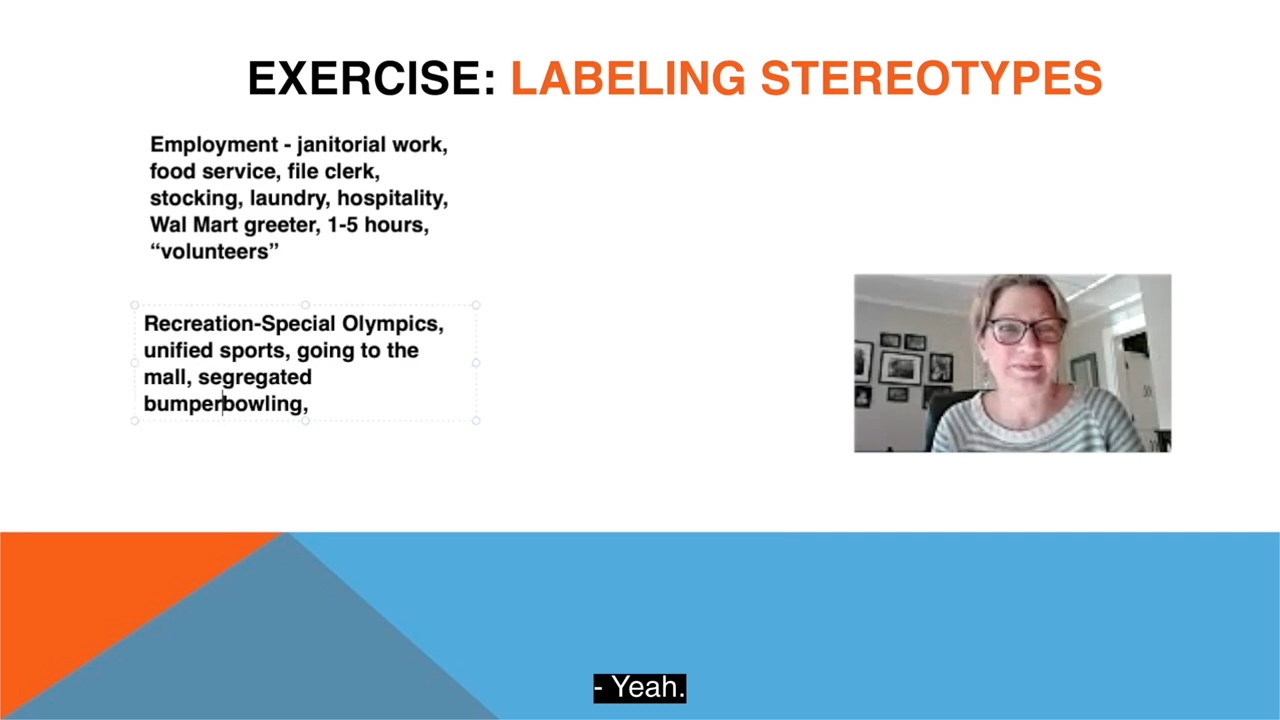 EXERCISE: LABELING STEREOTYPES
Employment - janitorial work,
food service, file clerk,
stocking, laundry, hospitality,
Wal Mart greeter, 1-5 hours,
“volunteers”
Recreation-Special Olympics,
unified sports, going to the
mall, segregated
bumperbowling,
- Yeah.